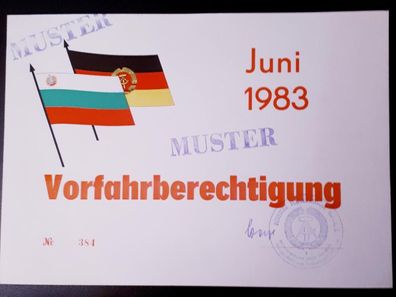 MUSTER
Juni
1983
MUSTER
Vorfahrberechtigung
№ 384